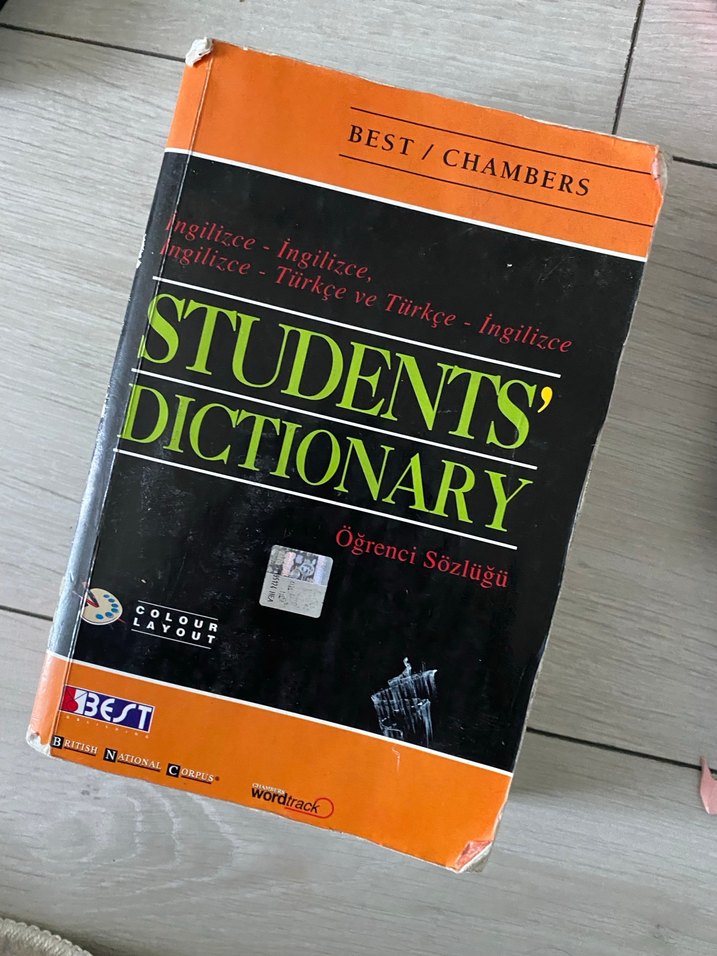 BEST / CHAMBERS
İngilizce - İngilizce,
İngilizce - Türkçe ve Türkçe - İngilizce
STUDENTS'
DICTIONARY
Öğrenci Sözlüğü
COLOUR
LAYOUT
BEST
PUBLISHING
BRITISH NATIONAL CORPUS®
CHAMBERS
wordtrack